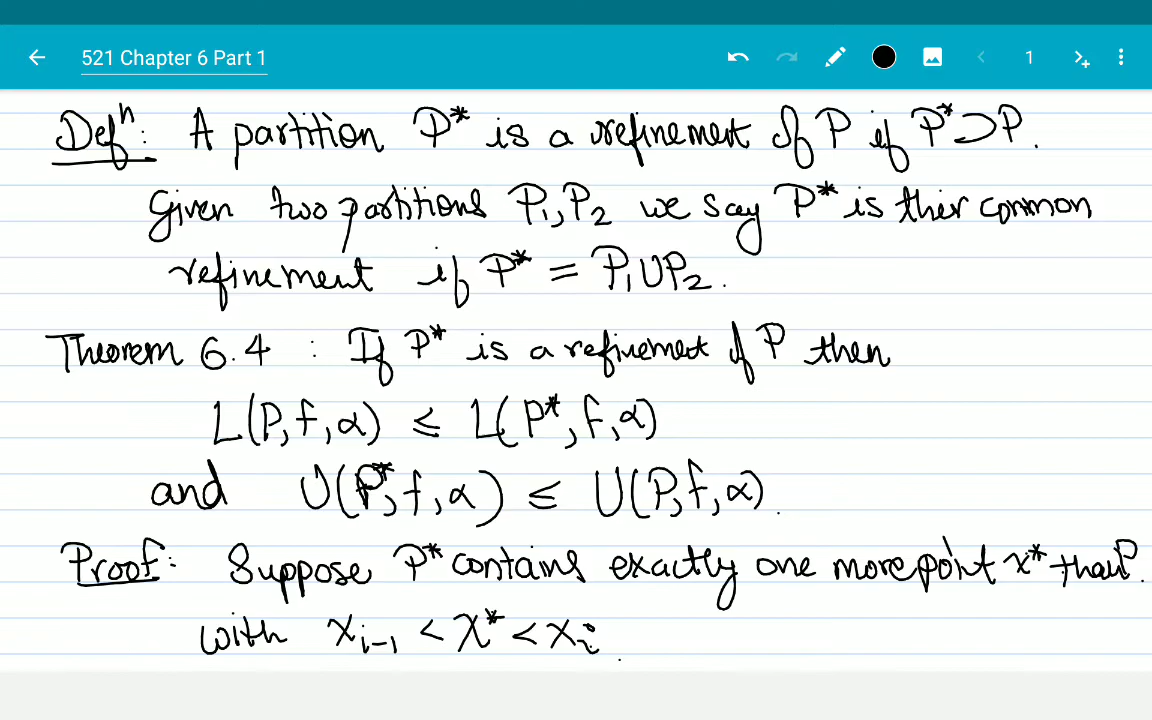 521 Chapter 6 Part 1
1
Defⁿ: A partition P* is a refinement of P if P* ⊃ P.
Given two partitions P₁, P₂ we say P* is their common
refinement if P* = P₁ ∪ P₂.
Theorem 6.4 : If P* is a refinement of P then
L(P, f, α) ≤ L(P*, f, α)
and U(P*, f, α) ≤ U(P, f, α).
Proof: Suppose P* contains exactly one more point x* than P.
with xᵢ₋₁ < x* < xᵢ.